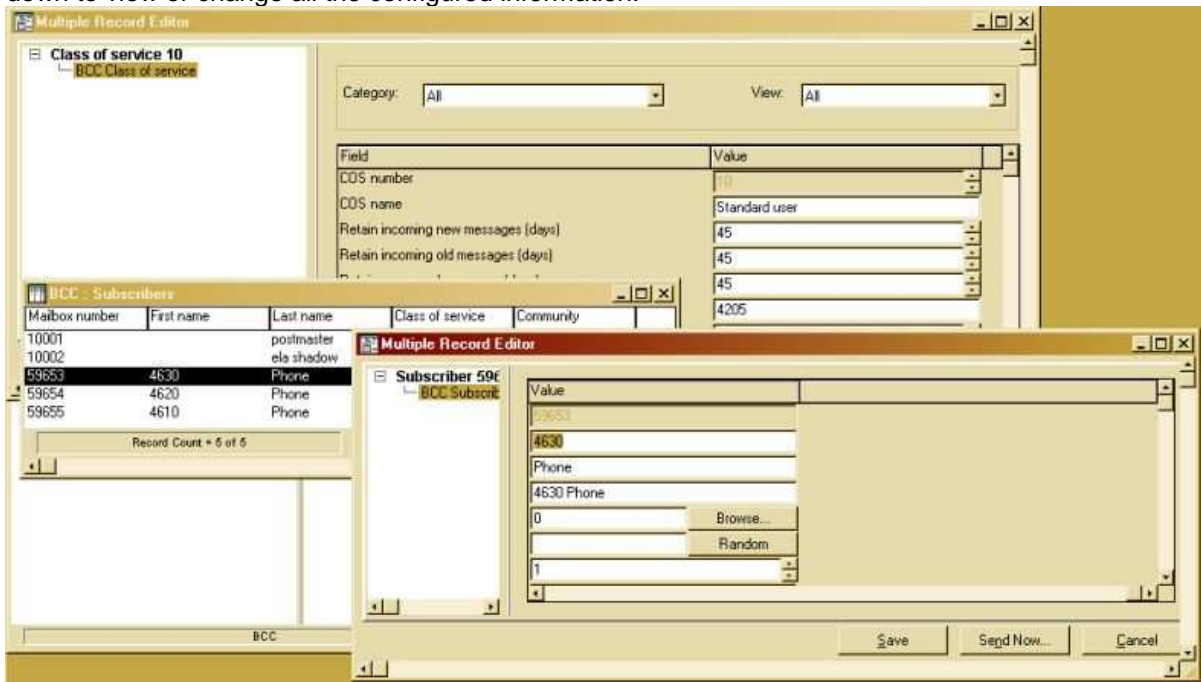 down to view or change all the configured information.
Multiple Record Editor
Class of service 10
BCC Class of service
Category: All View: All
Field Value
COS number 10
COS name Standard user
Retain incoming new messages (days) 45
Retain incoming old messages (days) 45
45
4205
BCC : Subscribers
Mailbox number First name Last name Class of service Community
10001 postmaster
10002 ela shadow
59653 4630 Phone
59654 4620 Phone
59655 4610 Phone
Record Count = 5 of 5
BCC
Multiple Record Editor
Subscriber 596
BCC Subscrib
Value
59653
4630
Phone
4630 Phone
0 Browse...
Random
1
Save Send Now... Cancel